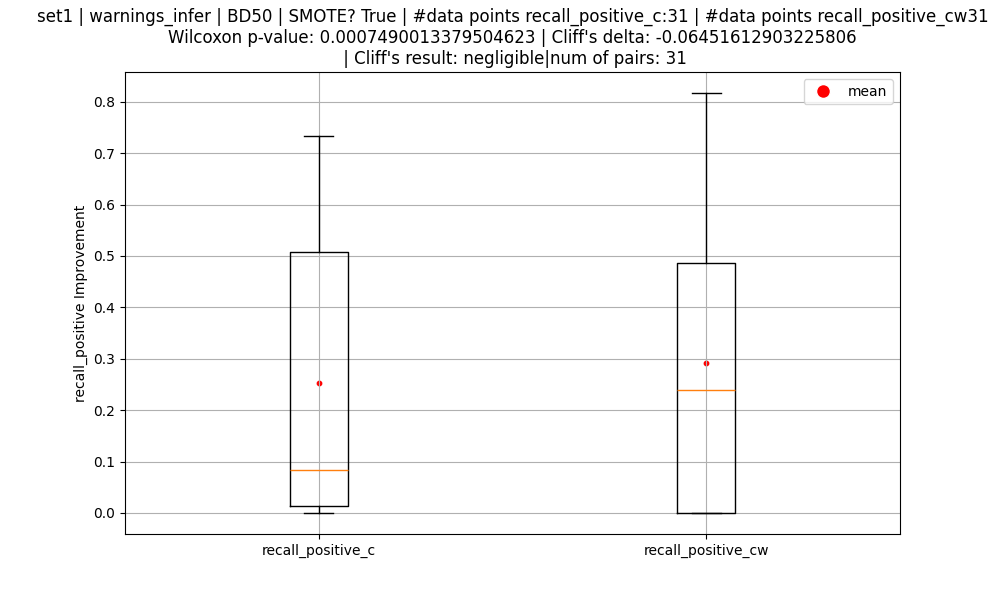 set1 | warnings_infer | BD50 | SMOTE? True | #data points recall_positive_c:31 | #data points recall_positive_cw31
Wilcoxon p-value: 0.0007490013379504623 | Cliff's delta: -0.06451612903225806
| Cliff's result: negligible|num of pairs: 31
mean
0.8
0.7
0.6
0.5
0.4
0.3
0.2
0.1
0.0
recall_positive Improvement
recall_positive_c
recall_positive_cw